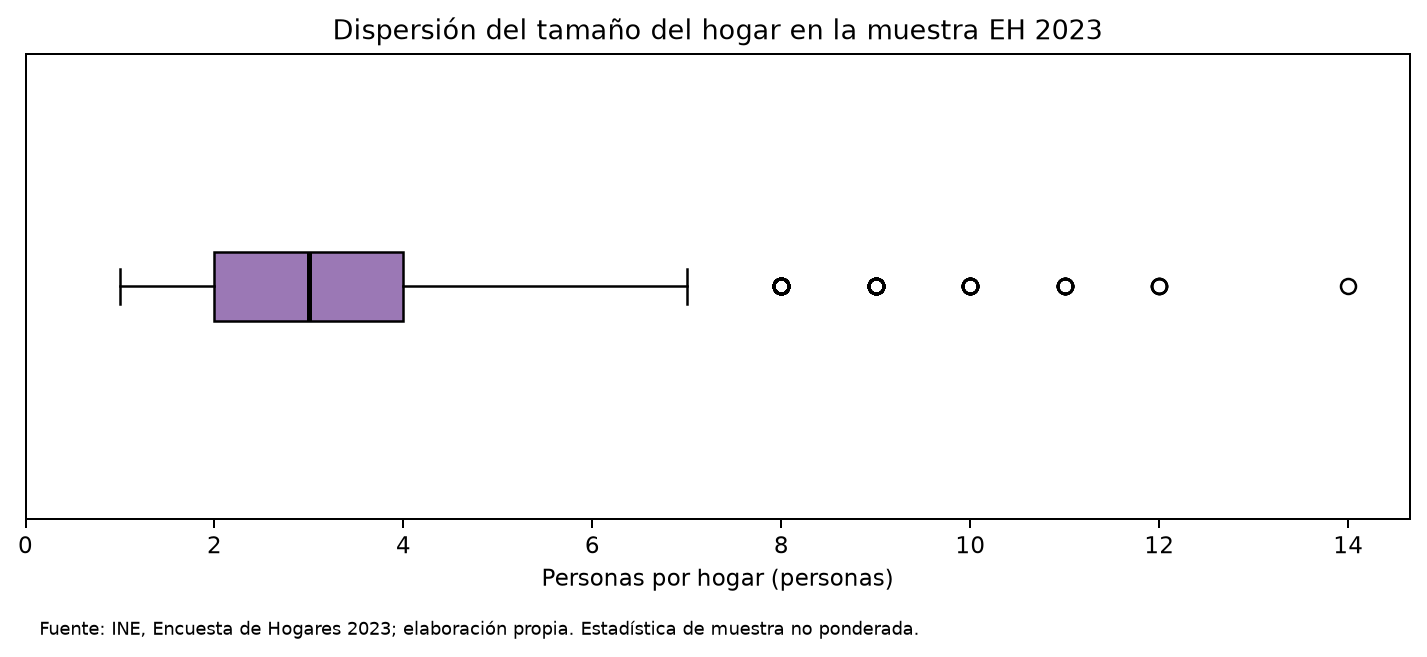 Dispersión del tamaño del hogar en la muestra EH 2023
0 2 4 6 8 10 12 14
Personas por hogar (personas)
Fuente: INE, Encuesta de Hogares 2023; elaboración propia. Estadística de muestra no ponderada.